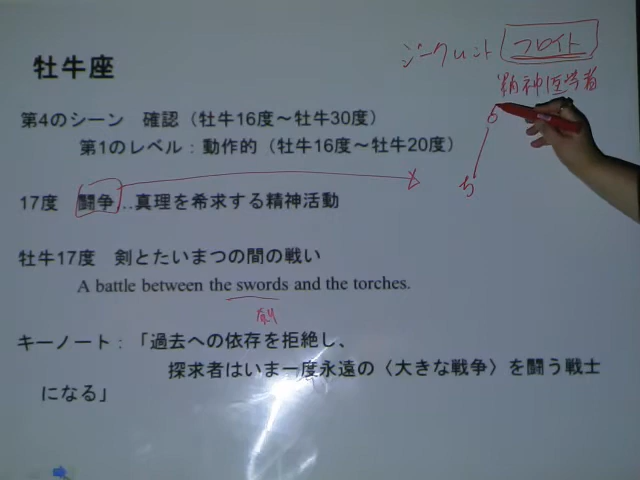 牡牛座
ジークムント フロイト
精神医学者
第4のシーン 確認（牡牛16度～牡牛30度）
第1のレベル：動作的（牡牛16度～牡牛20度）
17度 闘争…真理を希求する精神活動
牡牛17度 剣とたいまつの間の戦い
A battle between the swords and the torches.
剣
キーノート：「過去への依存を拒絶し、
探求者はいま一度永遠の〈大きな戦争〉を闘う戦士
になる」